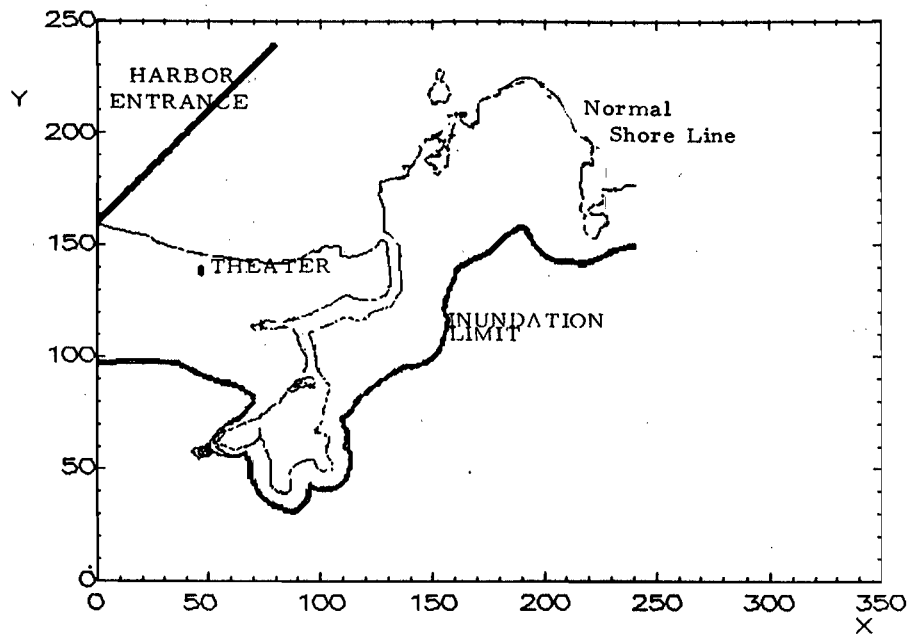 250
Y
HARBOR
ENTRANCE
200
Normal
Shore Line
150
THEATER
INUNDATION
LIMIT
100
50
0
0 50 100 150 200 250 300 350
X